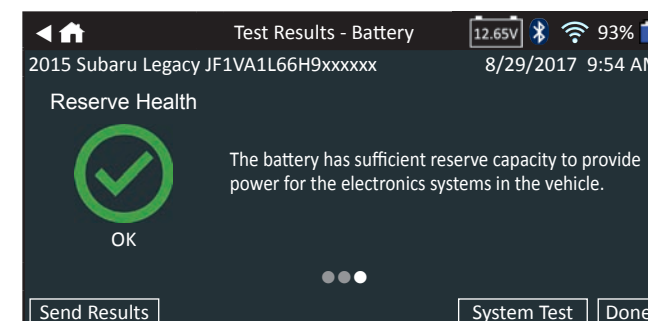 Test Results - Battery 12.65V 93%
2015 Subaru Legacy JF1VA1L66H9xxxxxx 8/29/2017 9:54 AM
Reserve Health
The battery has sufficient reserve capacity to provide
power for the electronics systems in the vehicle.
OK
Send Results System Test Done